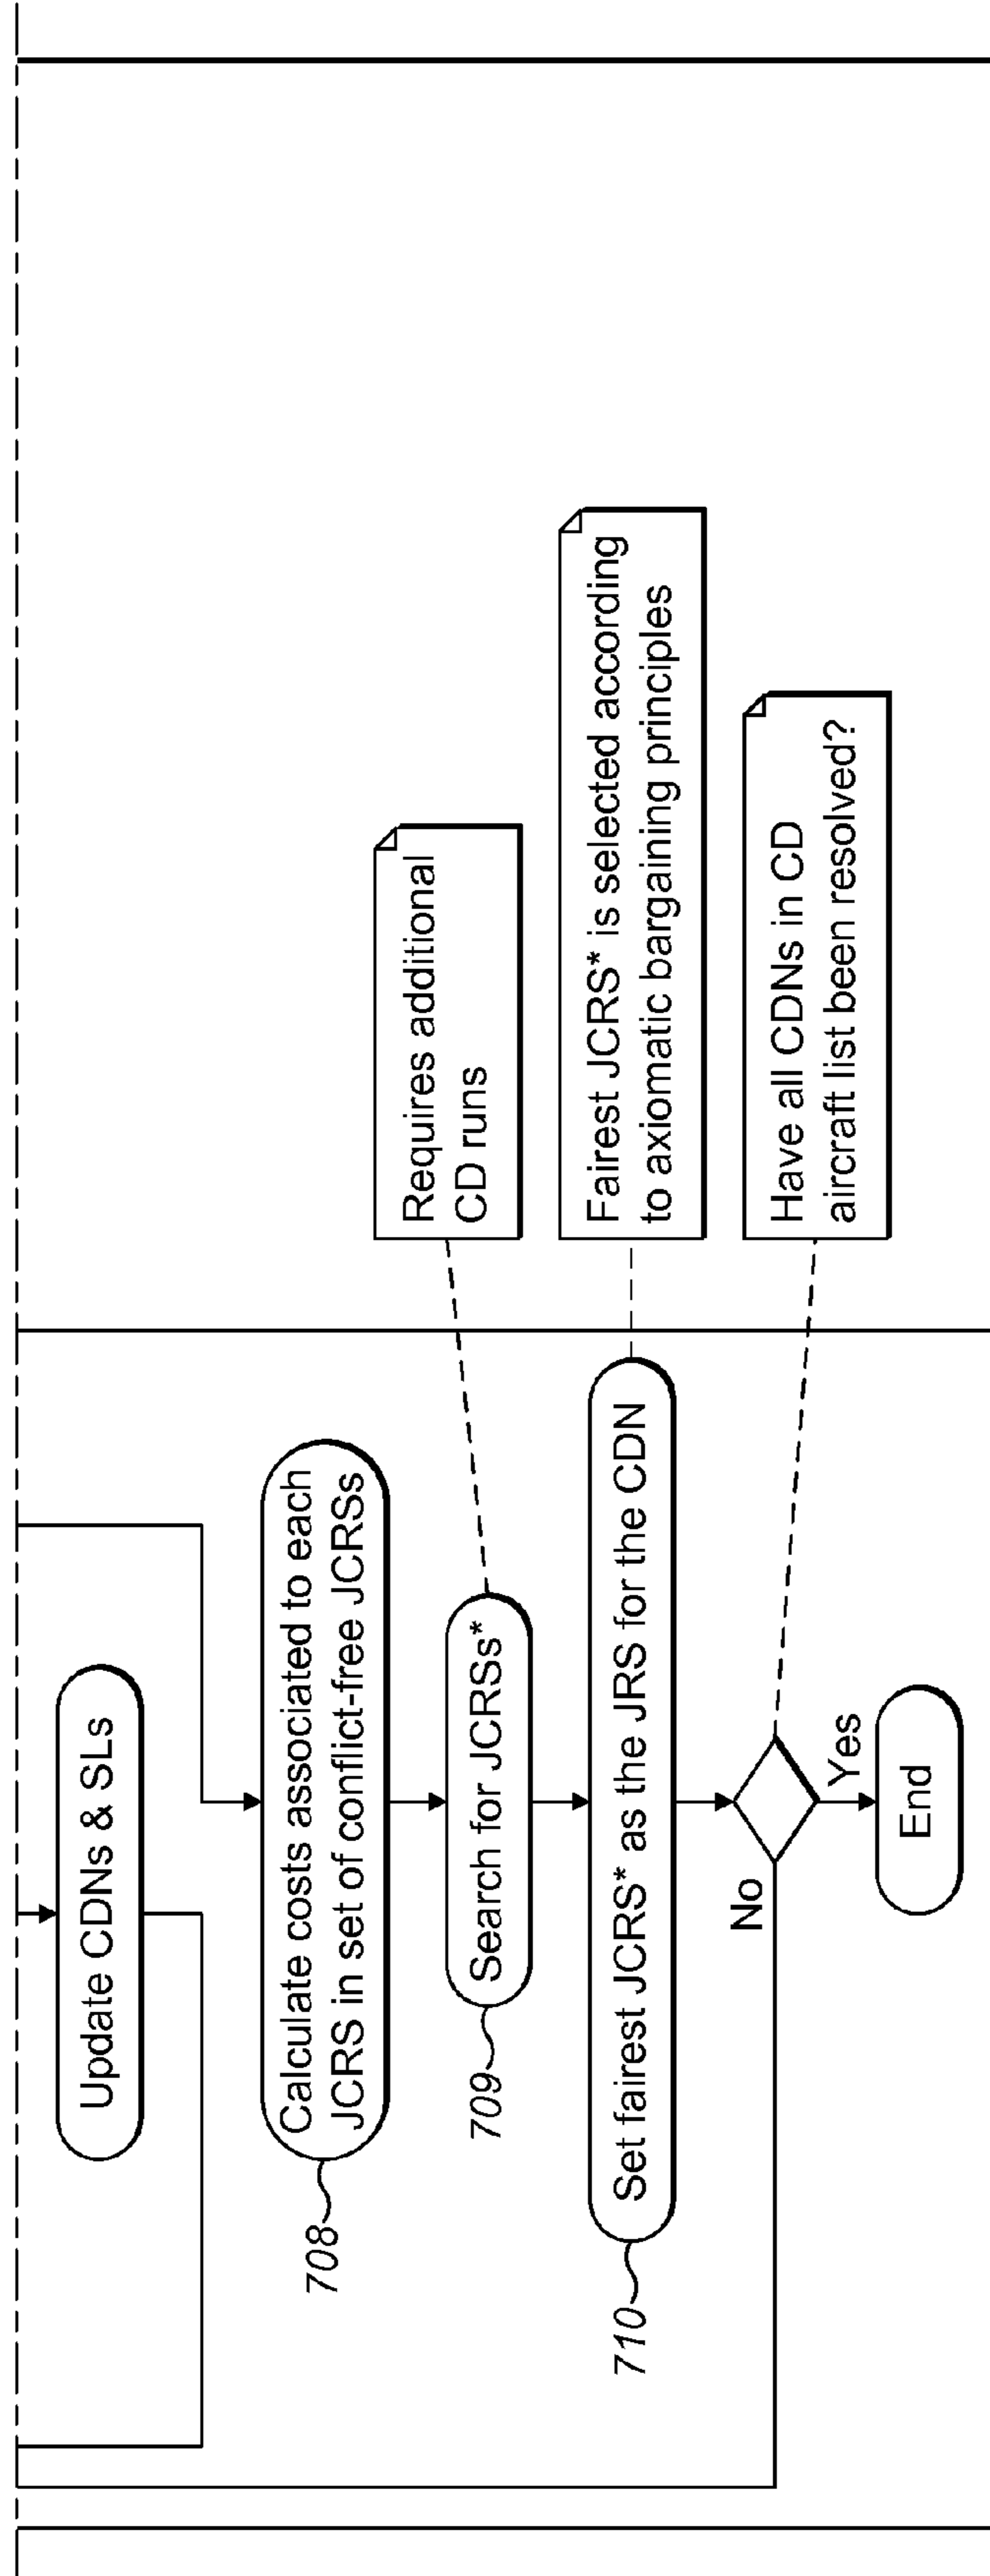 Update CDNs & SLs
708
Calculate costs associated to each
JCRS in set of conflict-free JCRSs
709
Search for JCRSs*
Requires additional
CD runs
710
Set fairest JCRS* as the JRS for the CDN
Fairest JCRS* is selected according
to axiomatic bargaining principles
No
Have all CDNs in CD
aircraft list been resolved?
Yes
End